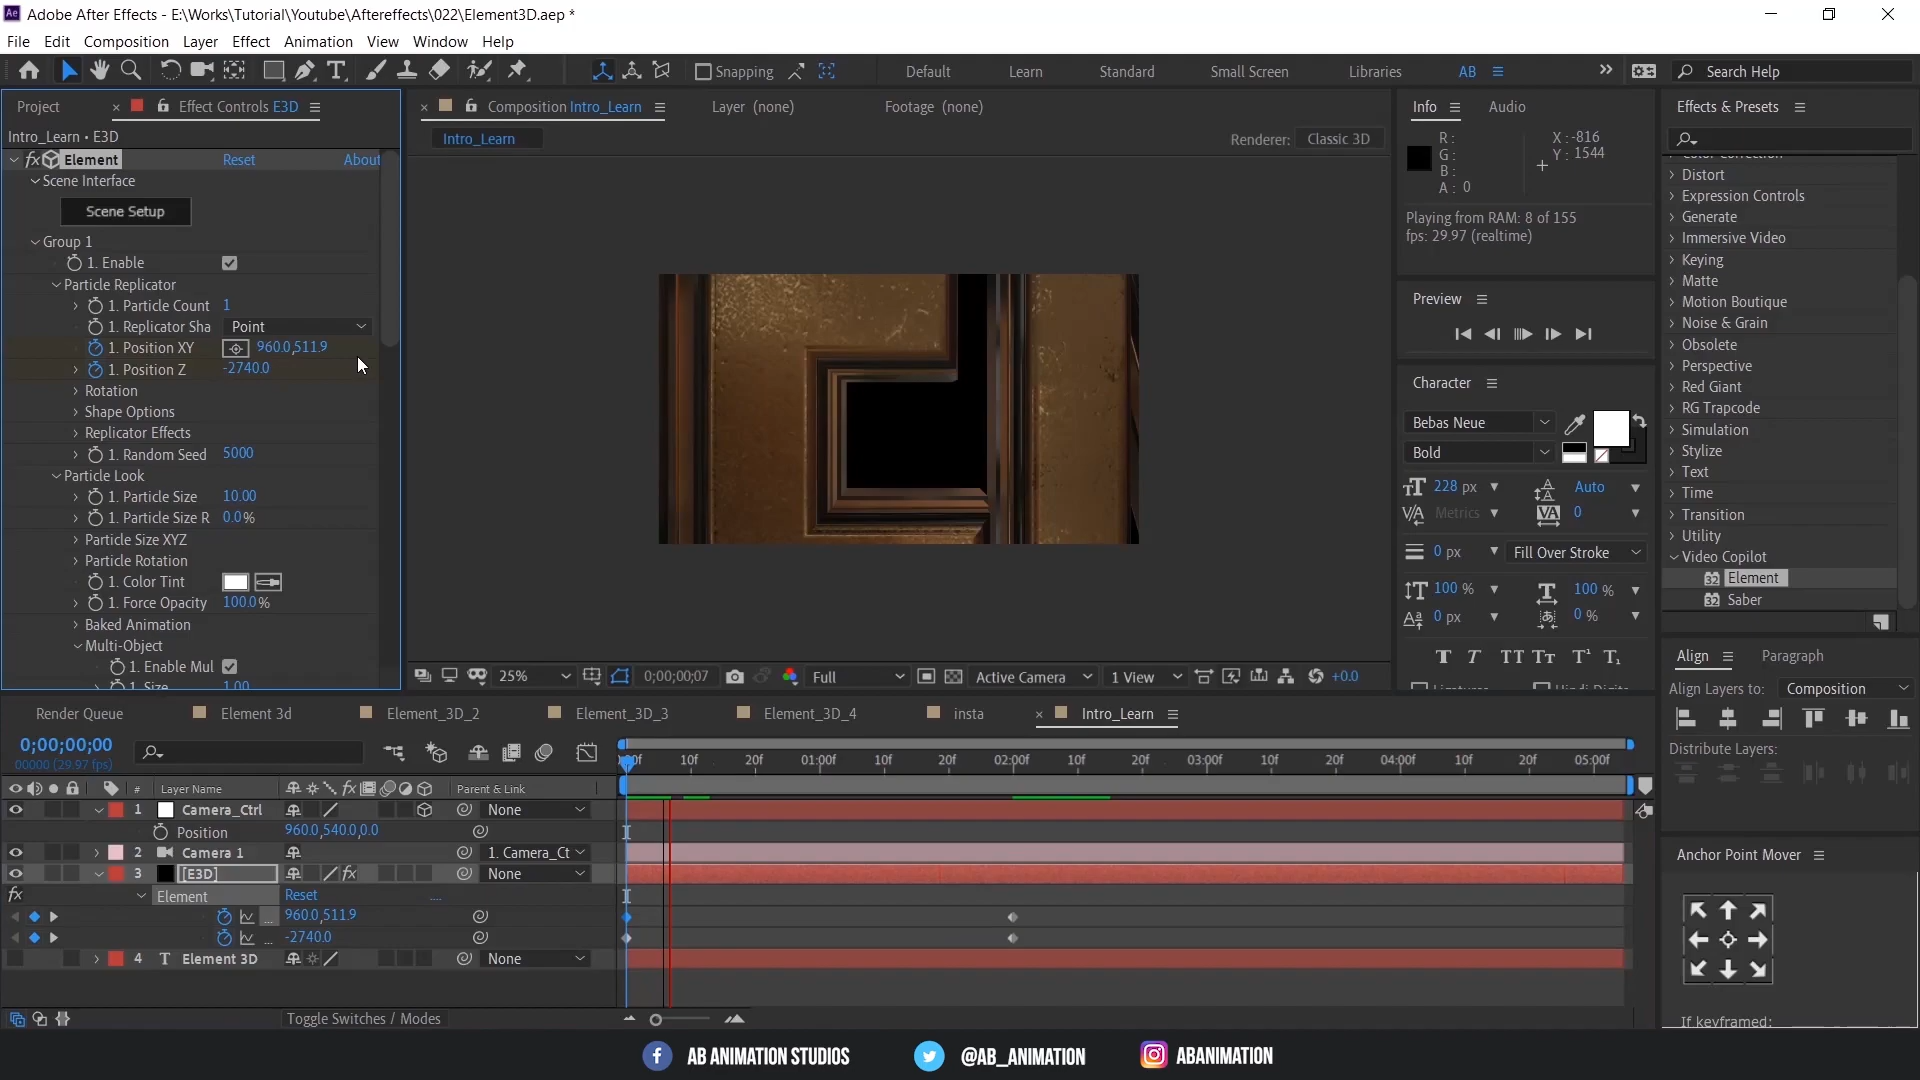 Adobe After Effects - E:\Works\Tutorial\Youtube\Aftereffects\022\Element3D.aep *
File Edit Composition Layer Effect Animation View Window Help
Snapping Default Learn Standard Small Screen Libraries AB Search Help
Project Effect Controls E3D
Intro_Learn • E3D
Element Reset About
Scene Interface
Scene Setup
Group 1
1. Enable
Particle Replicator
1. Particle Count 1
1. Replicator Sha Point
1. Position XY 960.0,511.9
1. Position Z -2740.0
Rotation
Shape Options
Replicator Effects
1. Random Seed 5000
Particle Look
1. Particle Size 10.00
1. Particle Size R 0.0%
Particle Size XYZ
Particle Rotation
1. Color Tint
1. Force Opacity 100.0%
Baked Animation
Multi-Object
1. Enable Mul
1. Size 1.00
Composition Intro_Learn Layer (none) Footage (none)
Intro_Learn Renderer: Classic 3D
25% 0;00;00;07 Full Active Camera 1 View +0.0
Info Audio
R : X : -816
G : Y : 1544
B :
A : 0
Playing from RAM: 8 of 155
fps: 29.97 (realtime)
Preview
Character
Bebas Neue
Bold
228 px Auto
Metrics 0
0 px Fill Over Stroke
100 % 100 %
0 px 0 %
T T TT Tт T¹ T₁
Ligatures Hindi Digits
Effects & Presets
Color Correction
Distort
Expression Controls
Generate
Immersive Video
Keying
Matte
Motion Boutique
Noise & Grain
Obsolete
Perspective
Red Giant
RG Trapcode
Simulation
Stylize
Text
Time
Transition
Utility
Video Copilot
Element
Saber
Align Paragraph
Align Layers to: Composition
Distribute Layers:
Anchor Point Mover
If keyframed:
Render Queue Element 3d Element_3D_2 Element_3D_3 Element_3D_4 insta Intro_Learn
0;00;00;00
00000 (29.97 fps)
10f 20f 01:00f 10f 20f 02:00f 10f 20f 03:00f 10f 20f 04:00f 10f 20f 05:00f
# Layer Name Parent & Link
1 Camera_Ctrl None
Position 960.0,540.0,0.0
2 Camera 1 1. Camera_Ct
3 [E3D] None
Element Reset ....
... 960.0,511.9
... -2740.0
4 T Element 3D None
Toggle Switches / Modes
AB ANIMATION STUDIOS @AB_ANIMATION ABANIMATION